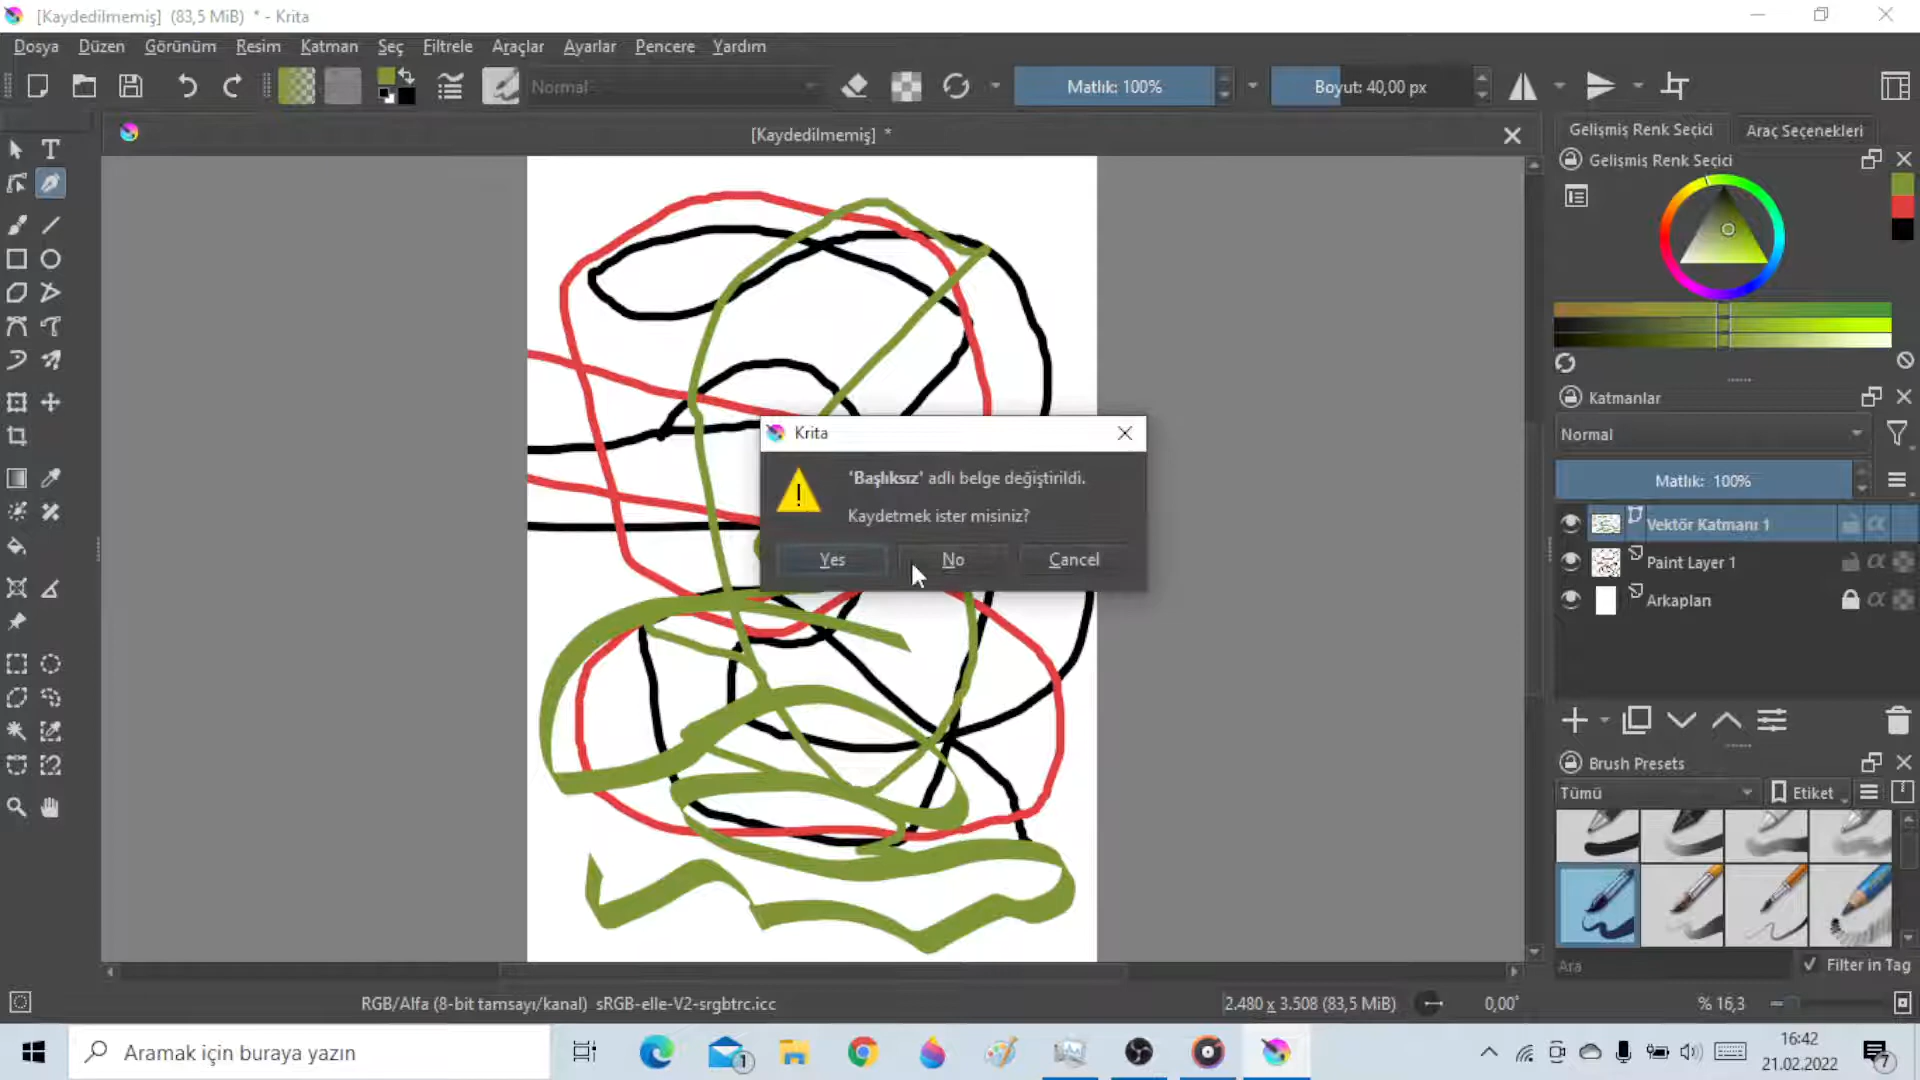 [Kaydedilmemiş] (83,5 MiB) * - Krita
Dosya Düzen Görünüm Resim Katman Seç Filtrele Araçlar Ayarlar Pencere Yardım
Normal Matlık: 100% Boyut: 40,00 px
[Kaydedilmemiş] *
Gelişmiş Renk Seçici Araç Seçenekleri
Gelişmiş Renk Seçici
Katmanlar
Normal
Matlık: 100%
Vektör Katmanı 1
Paint Layer 1
Arkaplan
Krita
'Başlıksız' adlı belge değiştirildi.
Kaydetmek ister misiniz?
Yes No Cancel
Brush Presets
Tümü Etiket
Ara Filter in Tag
RGB/Alfa (8-bit tamsayı/kanal) sRGB-elle-V2-srgbtrc.icc 2.480 x 3.508 (83,5 MiB) 0,00° % 16,3
Aramak için buraya yazın
1
16:42
21.02.2022
7